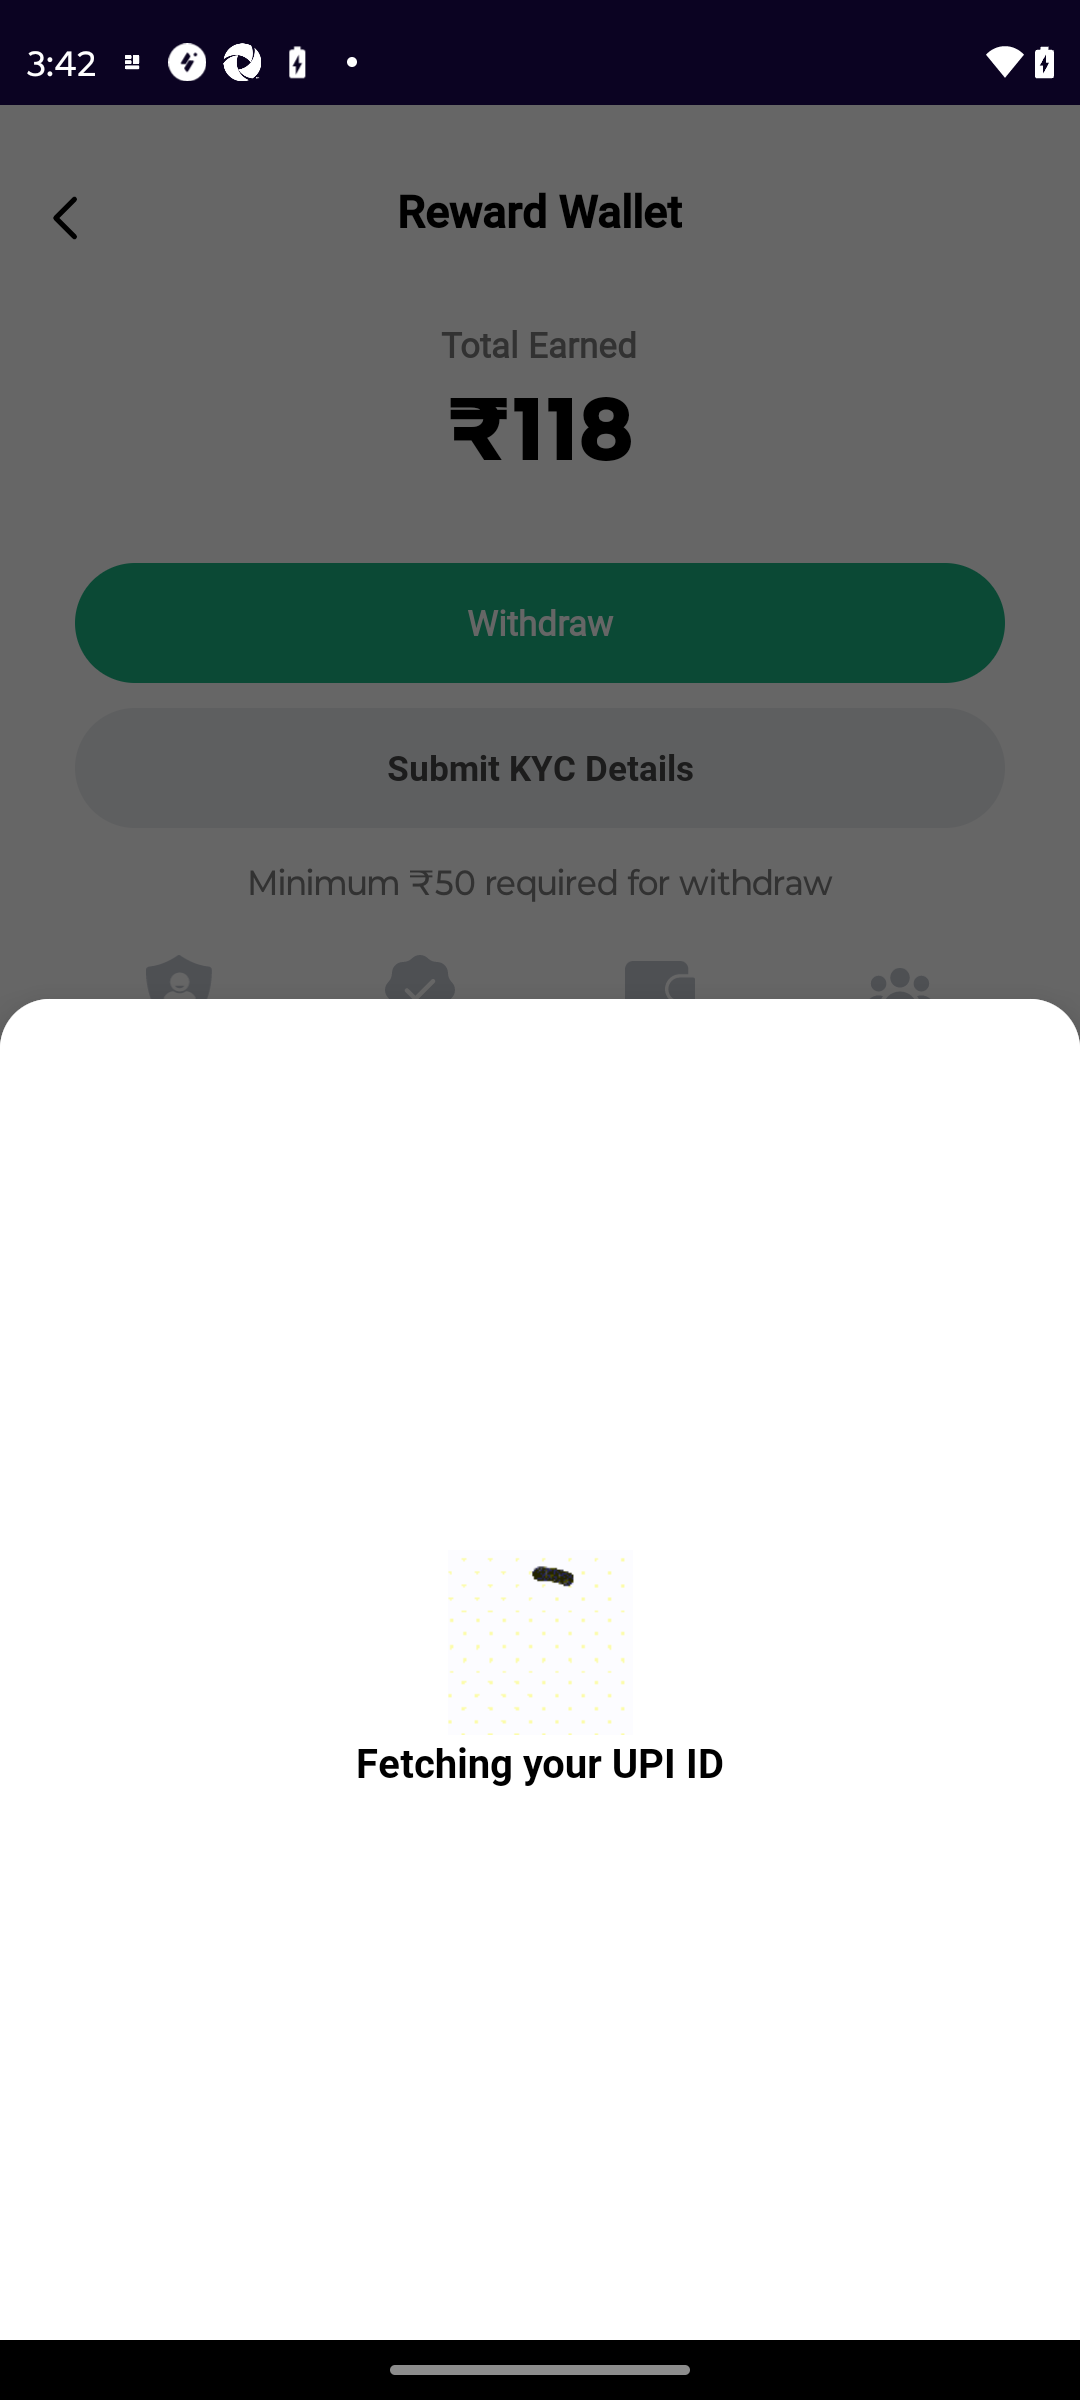 3:42
Reward Wallet
Total Earned
₹118
Withdraw
Submit KYC Details
Minimum ₹50 required for withdraw
Fetching your UPI ID